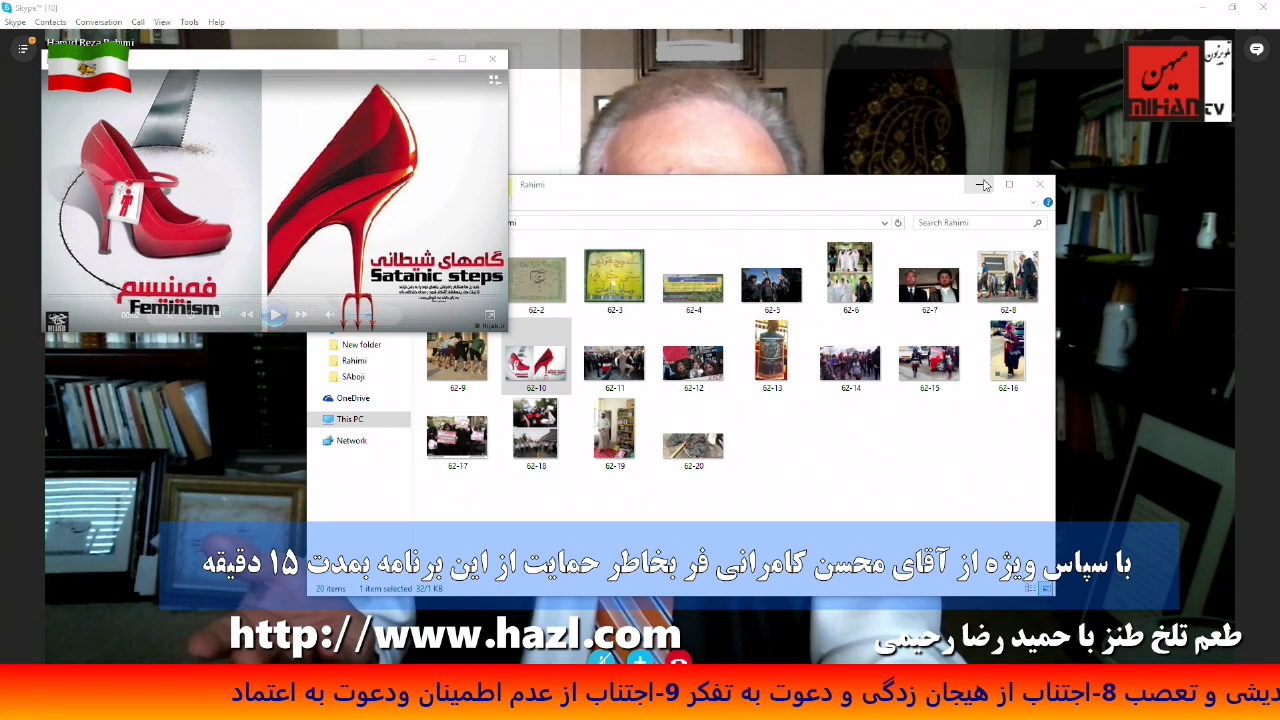 Skype™ [10]
Skype Contacts Conversation Call View Tools Help
Hamid Reza Rahimi
میهن
تلویزیون
MIHAN TV
فمینیسم
Feminism
گامهای شیطانی
Satanic steps
HIJAB
© Hijab.ir
Rahimi
Search Rahimi
62-2
62-3
62-4
62-5
62-6
62-7
62-8
New folder
Rahimi
SAboji
OneDrive
This PC
Network
62-9
62-10
62-11
62-12
62-13
62-14
62-15
62-16
62-17
62-18
62-19
62-20
با سپاس ویژه از آقای محسن کامرانی فر بخاطر حمایت از این برنامه بمدت ۱۵ دقیقه
20 items 1 item selected
http://www.hazl.com
طعم تلخ طنز با حمید رضا رحیمی
دیشی و تعصب 8-اجتناب از هیجان زدگی و دعوت به تفکر 9-اجتناب از عدم اطمینان ودعوت به اعتماد